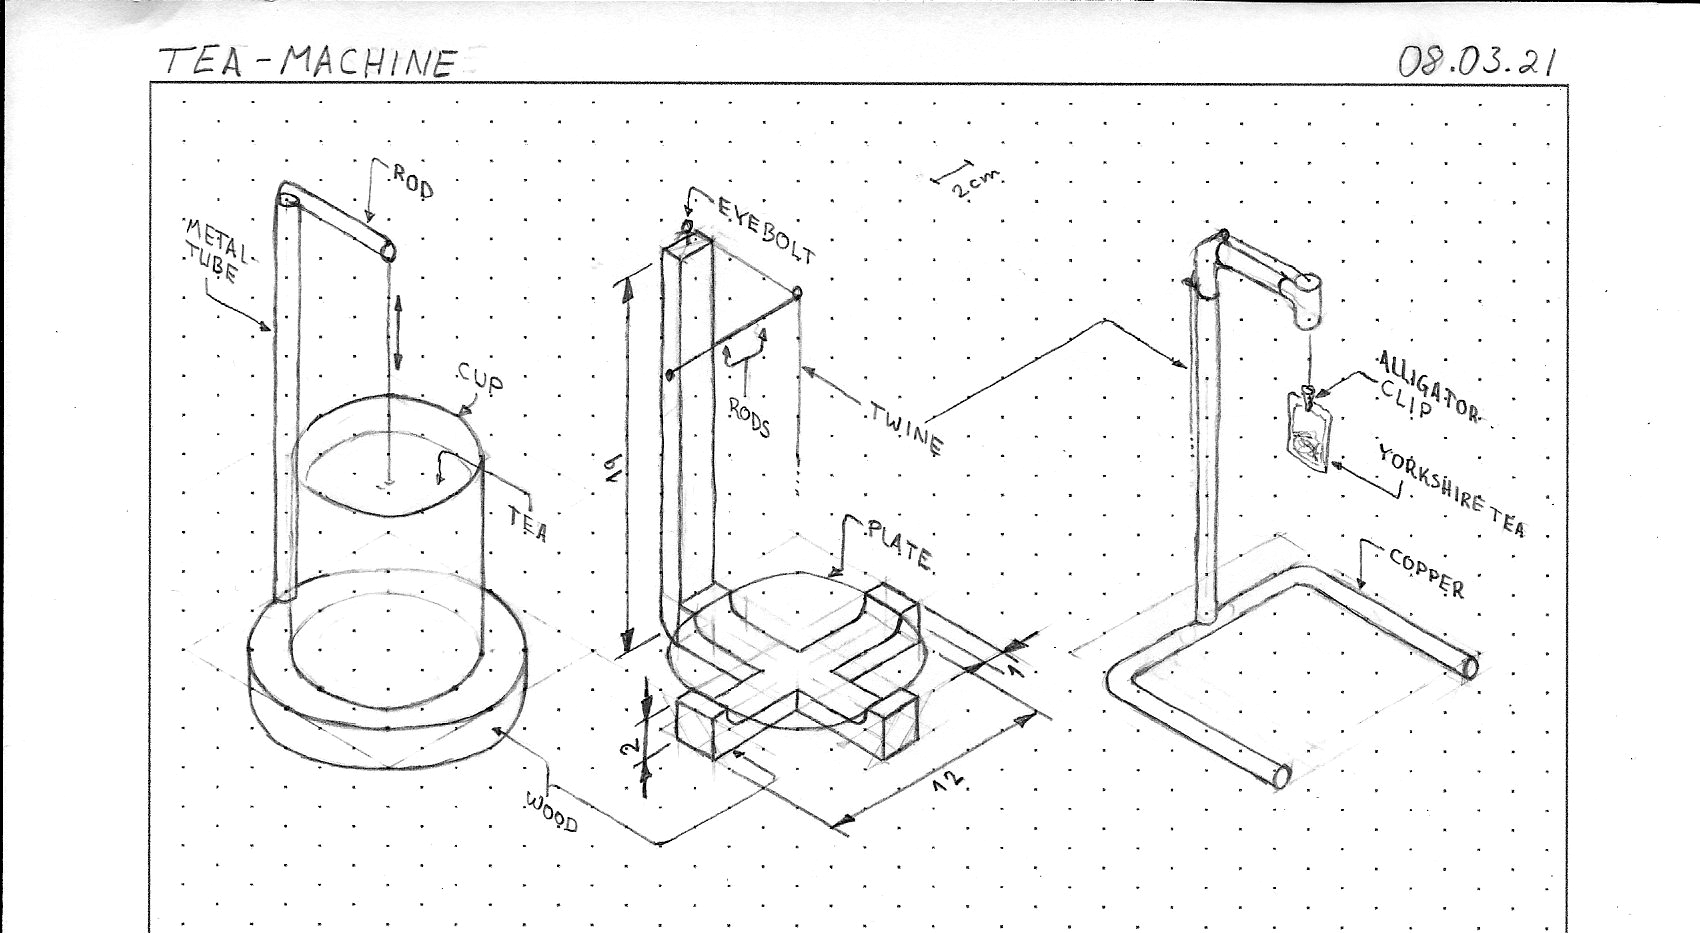 TEA-MACHINE
08.03.21
ROD
METAL-
TUBE
CUP
TEA
WOOD
EYEBOLT
2cm
RODS
TWINE
19
PLATE
1
2
12
ALLIGATOR
CLIP
YORKSHIRE TEA
COPPER